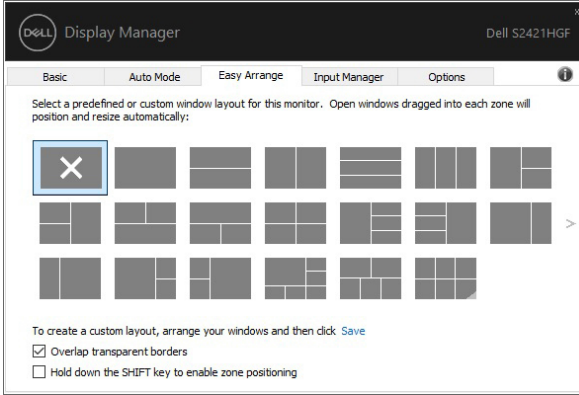 DELL Display Manager
Dell S2421HGF
Basic
Auto Mode
Easy Arrange
Input Manager
Options
Select a predefined or custom window layout for this monitor. Open windows dragged into each zone will
position and resize automatically:
To create a custom layout, arrange your windows and then click Save
Overlap transparent borders
Hold down the SHIFT key to enable zone positioning